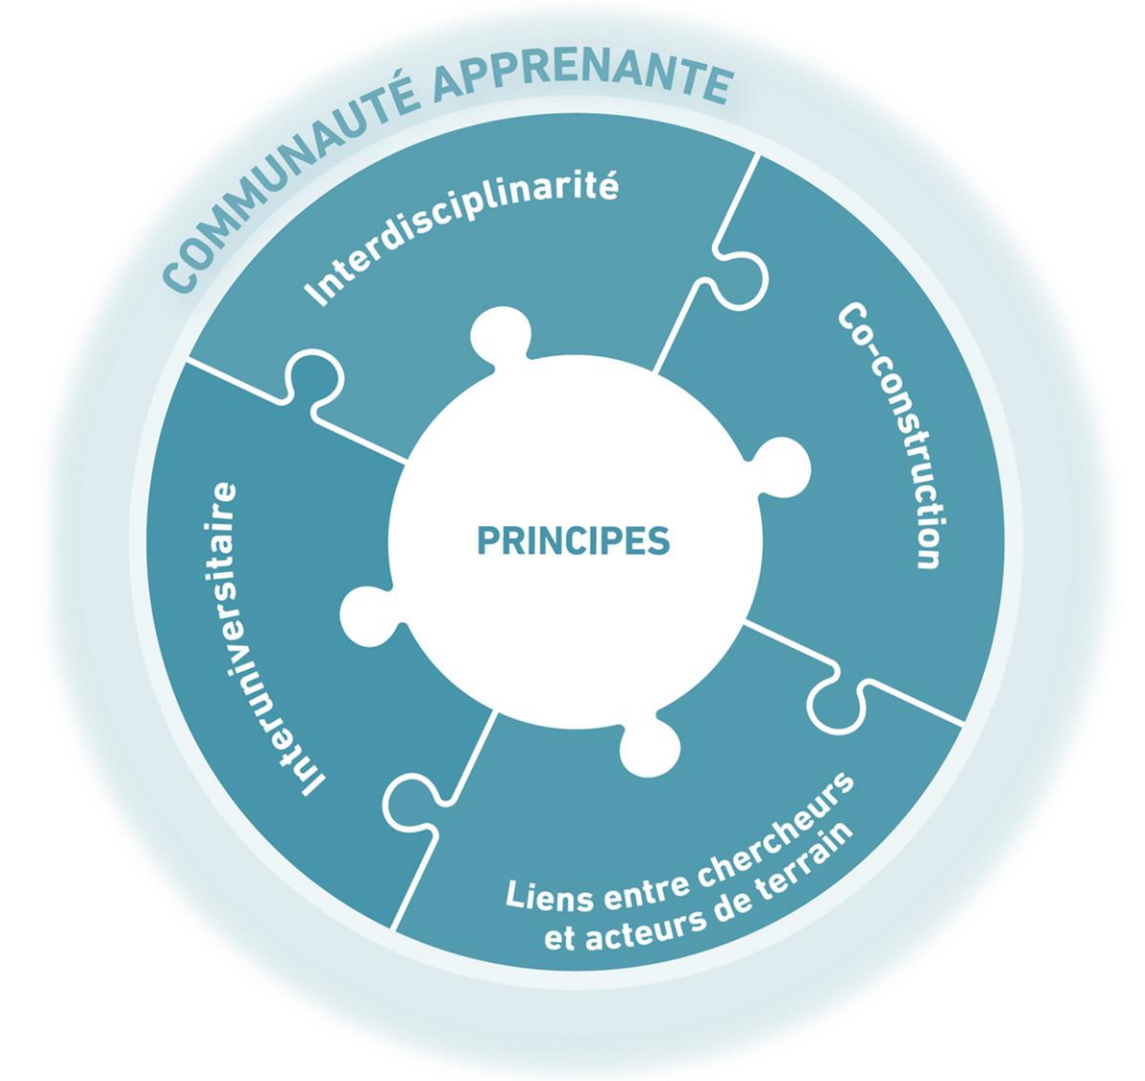 COMMUNAUTÉ APPRENANTE
Interdisciplinarité
Co-construction
PRINCIPES
Interuniversitaire
Liens entre chercheurs
et acteurs de terrain